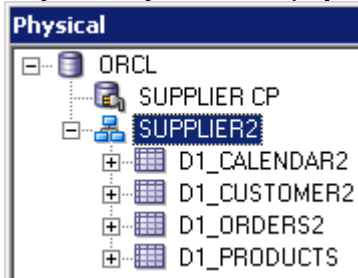 Physical
ORCL
SUPPLIER CP
SUPPLIER2
D1_CALENDAR2
D1_CUSTOMER2
D1_ORDERS2
D1_PRODUCTS